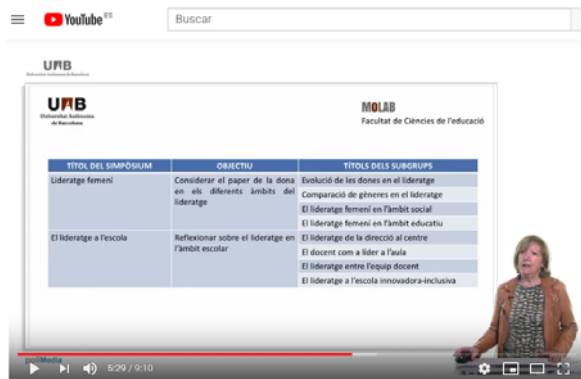 YouTube ES
Buscar
UAB
Universitat Autònoma de Barcelona
UAB
Universitat Autònoma
de Barcelona
MOLAB
Facultat de Ciències de l'educació
TÍTOL DEL SIMPÒSIUM
OBJECTIU
TÍTOLS DELS SUBGRUPS
Lideratge femení
Considerar el paper de la dona
en els diferents àmbits del
lideratge
Evolució de les dones en el lideratge
Comparació de gèneres en el lideratge
El lideratge femení en l'àmbit social
El lideratge femení en l'àmbit educatiu
El lideratge a l'escola
Reflexionar sobre el lideratge en
l'àmbit escolar
El lideratge de la direcció al centre
El docent com a líder a l'aula
El lideratge entre l'equip docent
El lideratge a l'escola innovadora-inclusiva
poliMedia
5:29 / 9:10